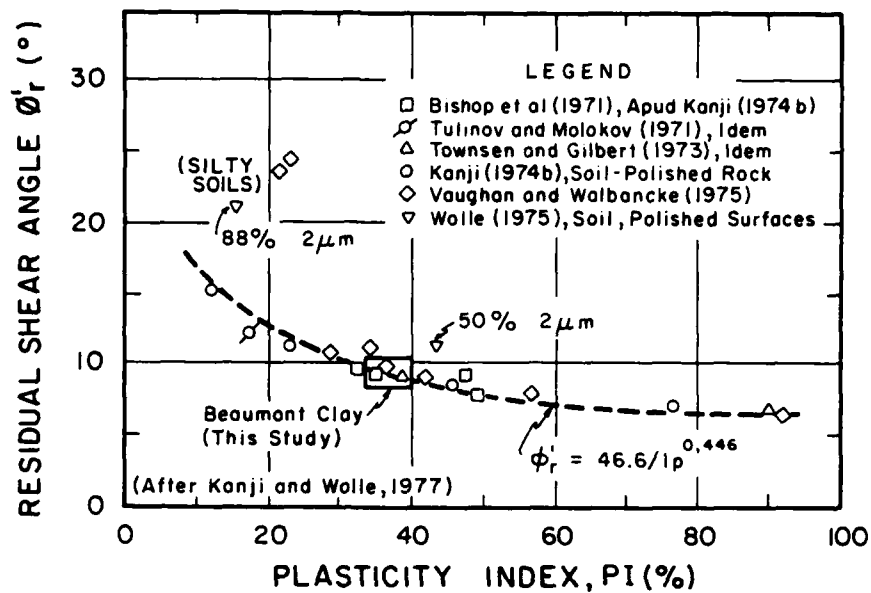 RESIDUAL SHEAR ANGLE Ø'r (°)
30
20
10
0
LEGEND
Bishop et al (1971), Apud Kanji (1974 b)
Tulinov and Molokov (1971), Idem
Townsen and Gilbert (1973), Idem
Kanji (1974b), Soil-Polished Rock
Vaughan and Walbancke (1975)
Wolle (1975), Soil, Polished Surfaces
(SILTY
SOILS)
88% 2μm
50% 2μm
Beaumont Clay
(This Study)
ϕ'r = 46.6/Ip^0,446
(After Kanji and Wolle, 1977)
0 20 40 60 80 100
PLASTICITY INDEX, PI (%)